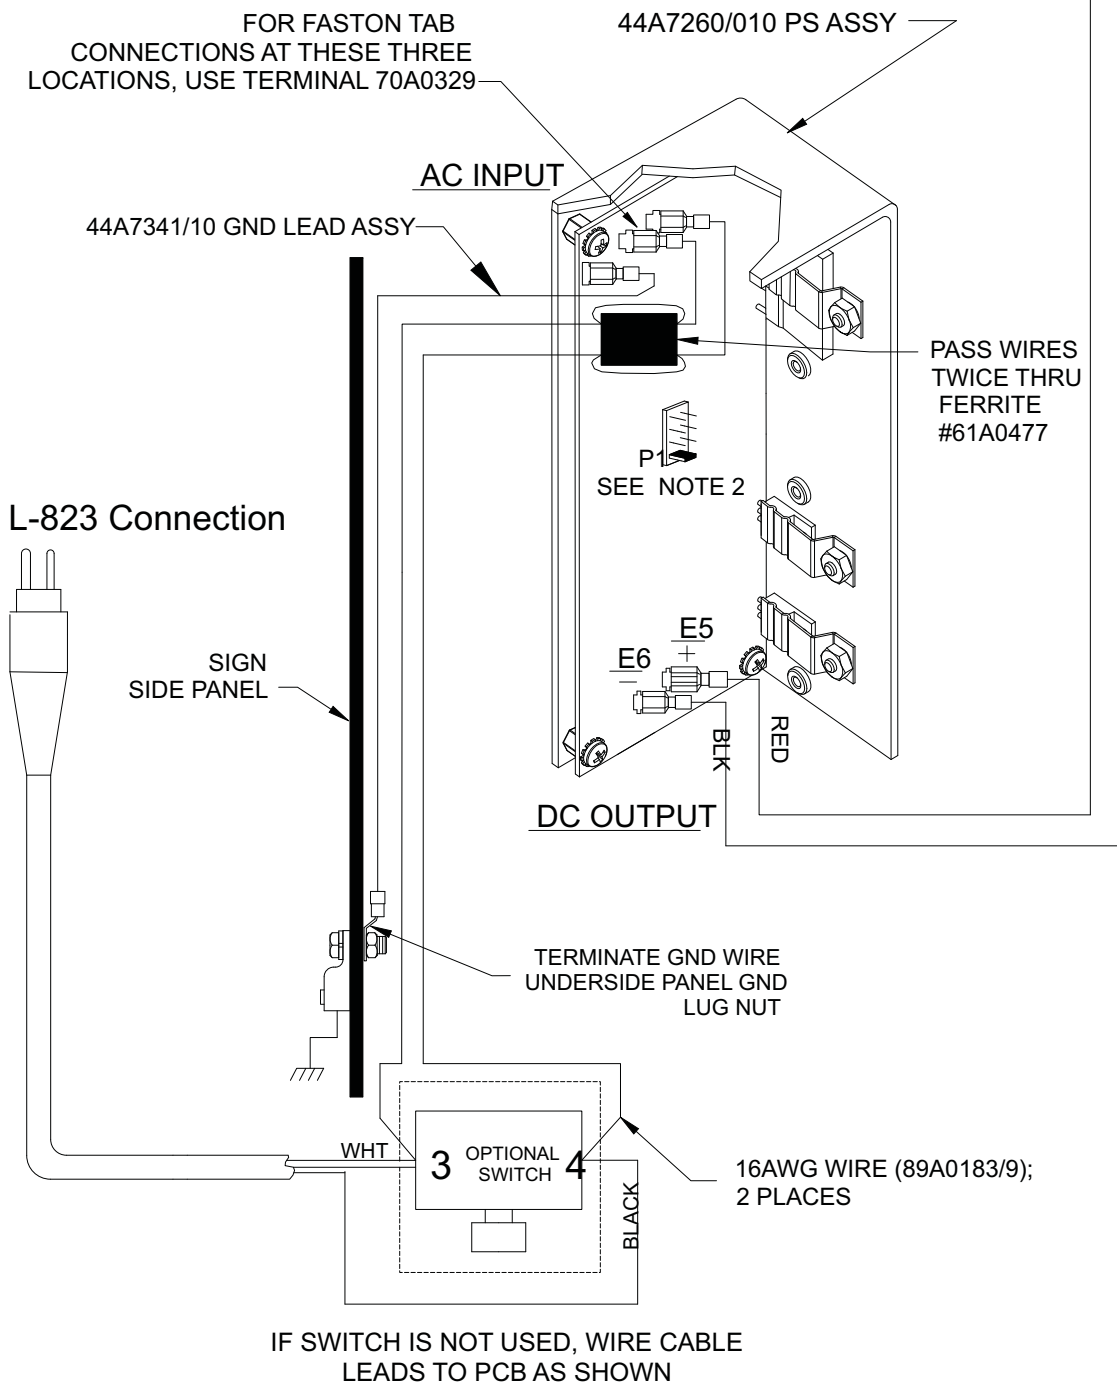 FOR FASTON TAB
CONNECTIONS AT THESE THREE
LOCATIONS, USE TERMINAL 70A0329
44A7260/010 PS ASSY
AC INPUT
44A7341/10 GND LEAD ASSY
PASS WIRES
TWICE THRU
FERRITE
#61A0477
P1
SEE NOTE 2
L-823 Connection
SIGN
SIDE PANEL
E5
+
E6
–
BLK
RED
DC OUTPUT
TERMINATE GND WIRE
UNDERSIDE PANEL GND
LUG NUT
WHT
3
OPTIONAL
SWITCH
4
BLACK
16AWG WIRE (89A0183/9);
2 PLACES
IF SWITCH IS NOT USED, WIRE CABLE
LEADS TO PCB AS SHOWN